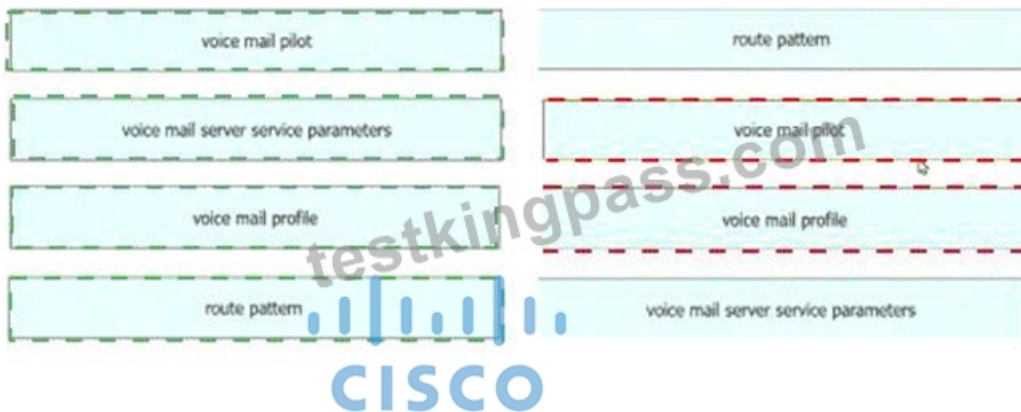 voice mail pilot
voice mail server service parameters
voice mail profile
route pattern
route pattern
voice mail pilot
voice mail profile
voice mail server service parameters
testkingpass.com
CISCO